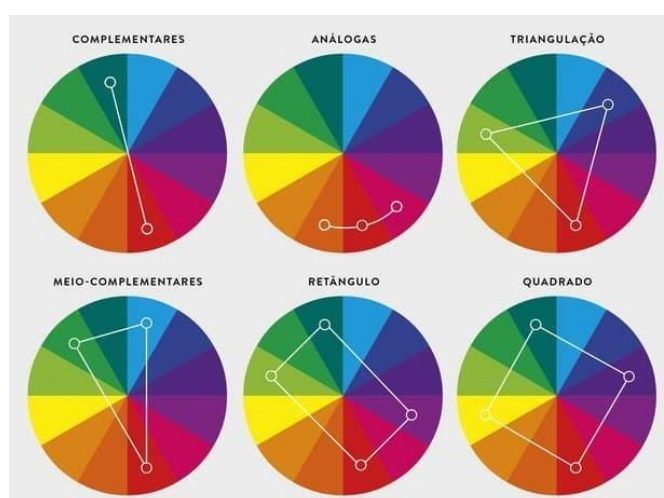 COMPLEMENTARES
ANÁLOGAS
TRIANGULAÇÃO
MEIO-COMPLEMENTARES
RETÂNGULO
QUADRADO